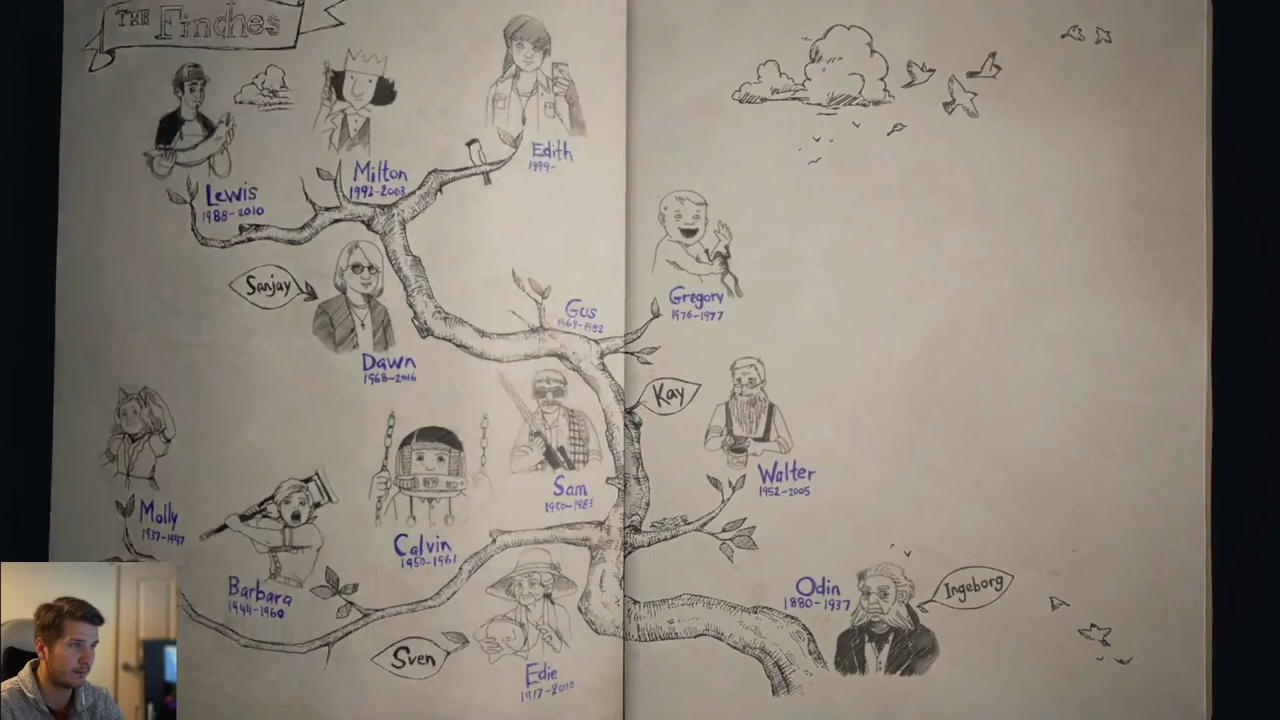 THE Finches
Edith
1999-
Milton
1992-2003
Lewis
1988-2010
Sanjay
Gregory
1976-1977
Gus
1969-1982
Dawn
1968-2016
Kay
Walter
1952-2005
Sam
1950-1983
Molly
1937-1947
Calvin
1950-1961
Barbara
1944-1960
Odin
1880-1937
Ingeborg
Sven
Edie
1917-2010